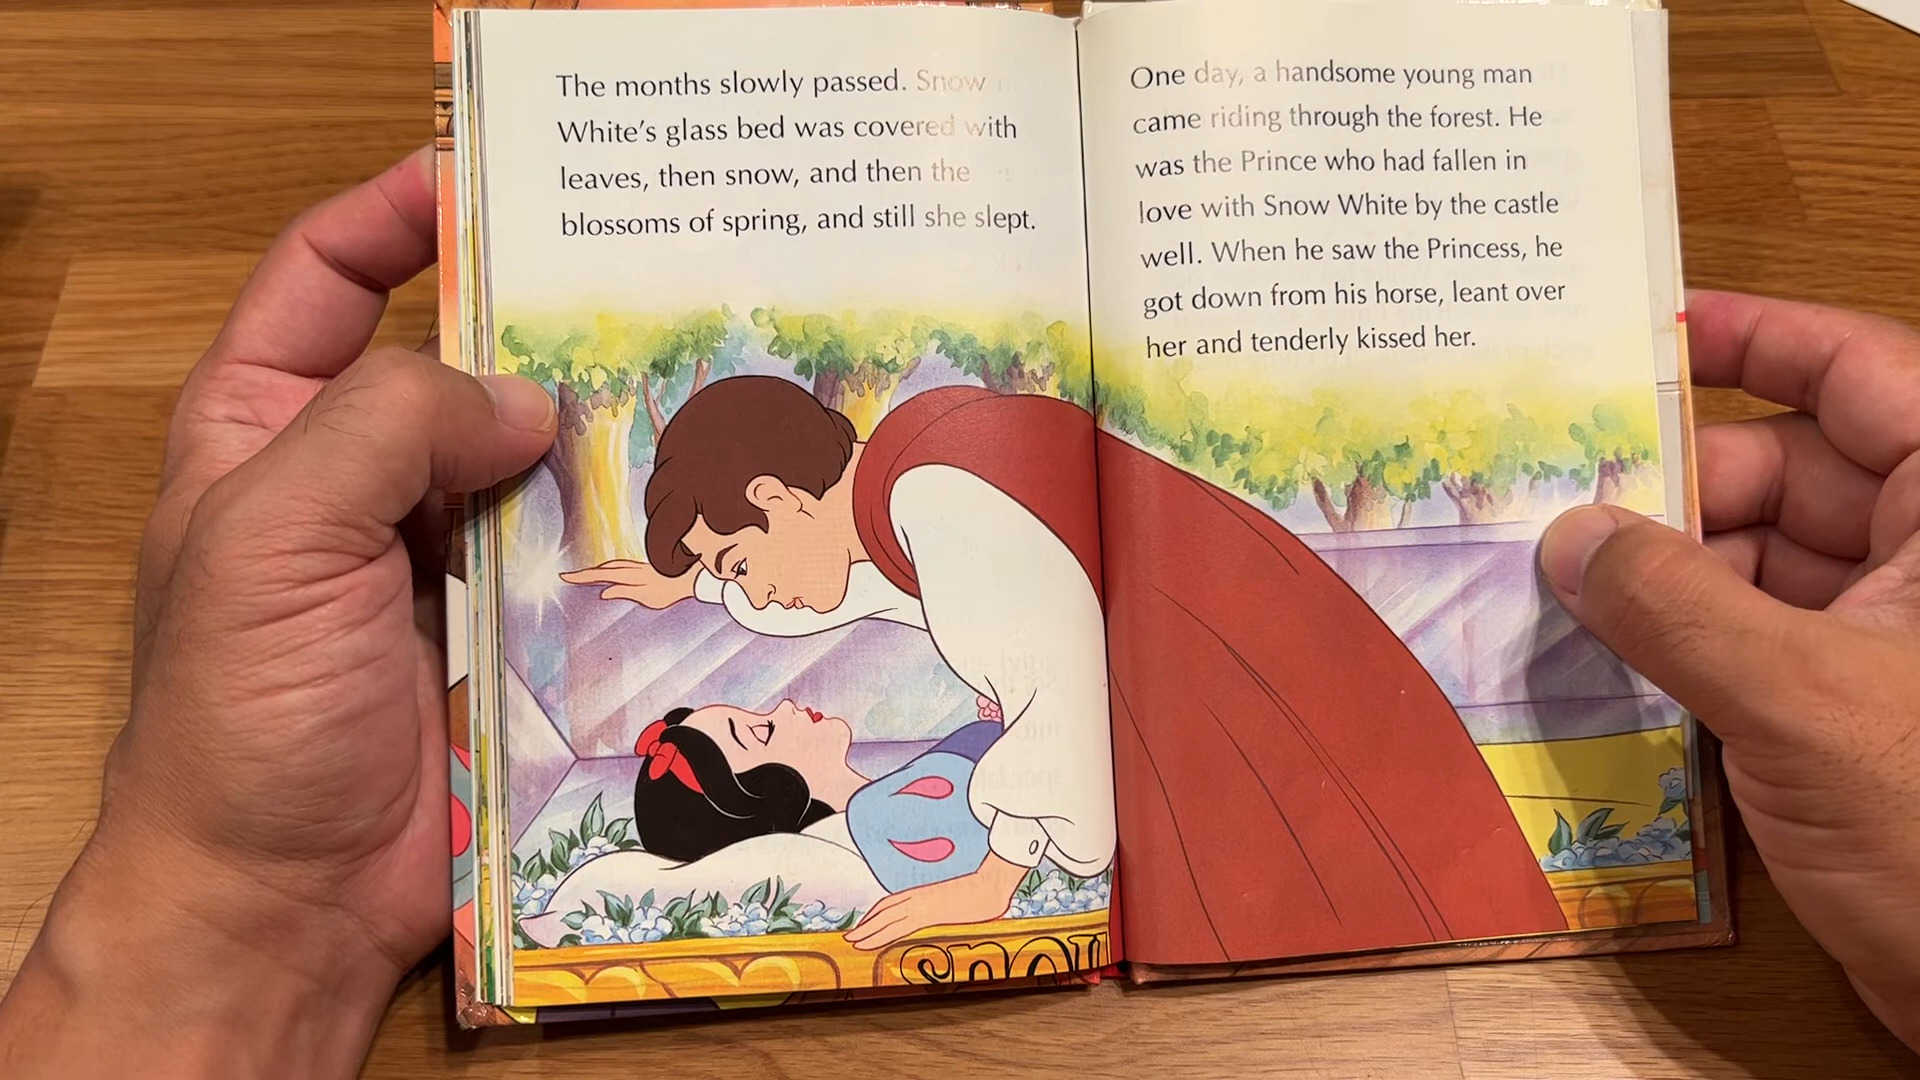 The months slowly passed. Snow
White's glass bed was covered with
leaves, then snow, and then the
blossoms of spring, and still she slept.
One day, a handsome young man
came riding through the forest. He
was the Prince who had fallen in
love with Snow White by the castle
well. When he saw the Princess, he
got down from his horse, leant over
her and tenderly kissed her.
snow